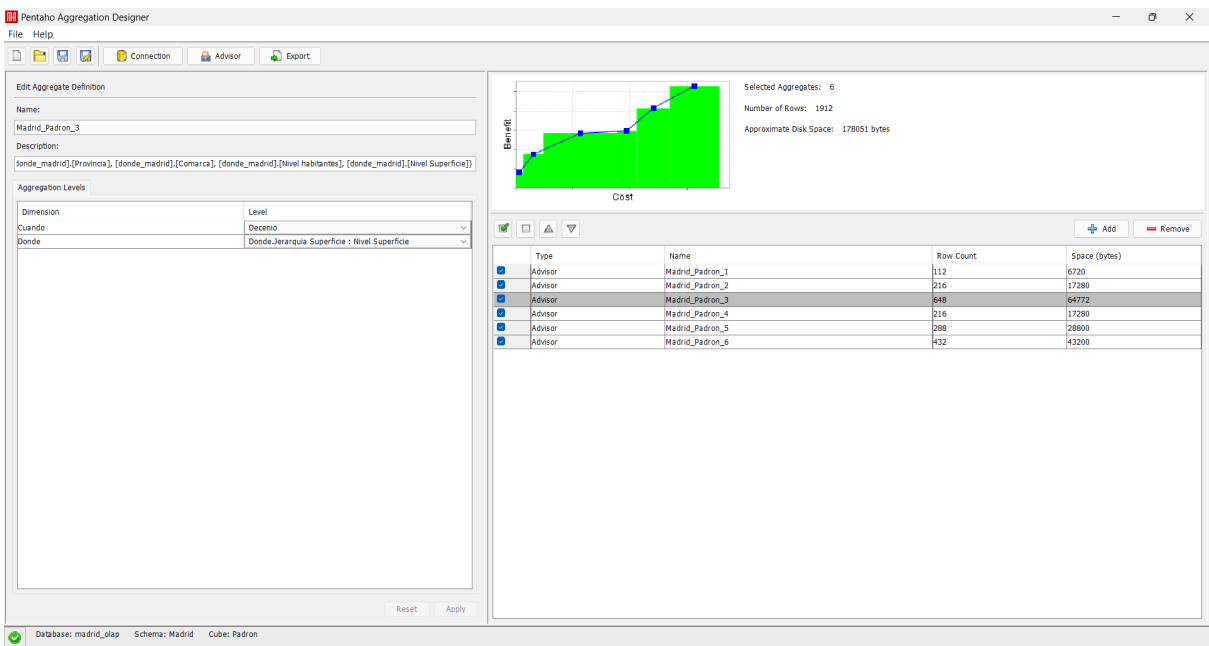 Pentaho Aggregation Designer
File Help
Connection Advisor Export
Edit Aggregate Definition
Name:
Madrid_Padron_3
Description:
[donde_madrid].[Provincia], [donde_madrid].[Comarca], [donde_madrid].[Nivel habitantes], [donde_madrid].[Nivel Superficie]}
Aggregation Levels
Dimension Level
Cuando Decenio
Donde Donde.Jerarquia Superficie : Nivel Superficie
Reset Apply
Benefit
Cost
Selected Aggregates: 6
Number of Rows: 1912
Approximate Disk Space: 178051 bytes
Add Remove
Type Name Row Count Space (bytes)
Advisor Madrid_Padron_1 112 6720
Advisor Madrid_Padron_2 216 17280
Advisor Madrid_Padron_3 648 64772
Advisor Madrid_Padron_4 216 17280
Advisor Madrid_Padron_5 288 28800
Advisor Madrid_Padron_6 432 43200
Database: madrid_olap Schema: Madrid Cube: Padron